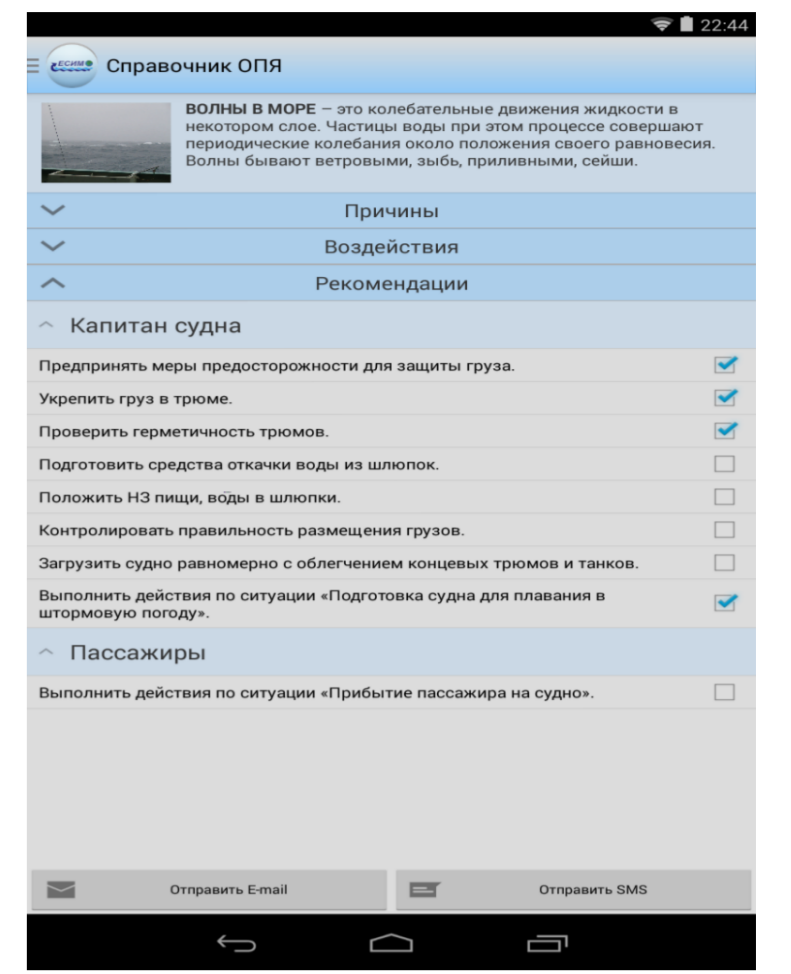 22:44
ЕСИМО
Справочник ОПЯ
ВОЛНЫ В МОРЕ – это колебательные движения жидкости в
некотором слое. Частицы воды при этом процессе совершают
периодические колебания около положения своего равновесия.
Волны бывают ветровыми, зыбь, приливными, сейши.
Причины
Воздействия
Рекомендации
Капитан судна
Предпринять меры предосторожности для защиты груза.
Укрепить груз в трюме.
Проверить герметичность трюмов.
Подготовить средства откачки воды из шлюпок.
Положить НЗ пищи, воды в шлюпки.
Контролировать правильность размещения грузов.
Загрузить судно равномерно с облегчением концевых трюмов и танков.
Выполнить действия по ситуации «Подготовка судна для плавания в
штормовую погоду».
Пассажиры
Выполнить действия по ситуации «Прибытие пассажира на судно».
Отправить E-mail
Отправить SMS